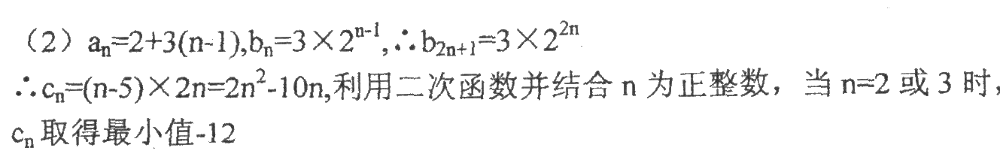 （2）aₙ=2+3(n-1),bₙ=3×2ⁿ⁻¹,∴b₂ₙ₊₁=3×2²ⁿ
∴cₙ=(n-5)×2n=2n²-10n,利用二次函数并结合 n 为正整数，当 n=2 或 3 时，
cₙ取得最小值-12